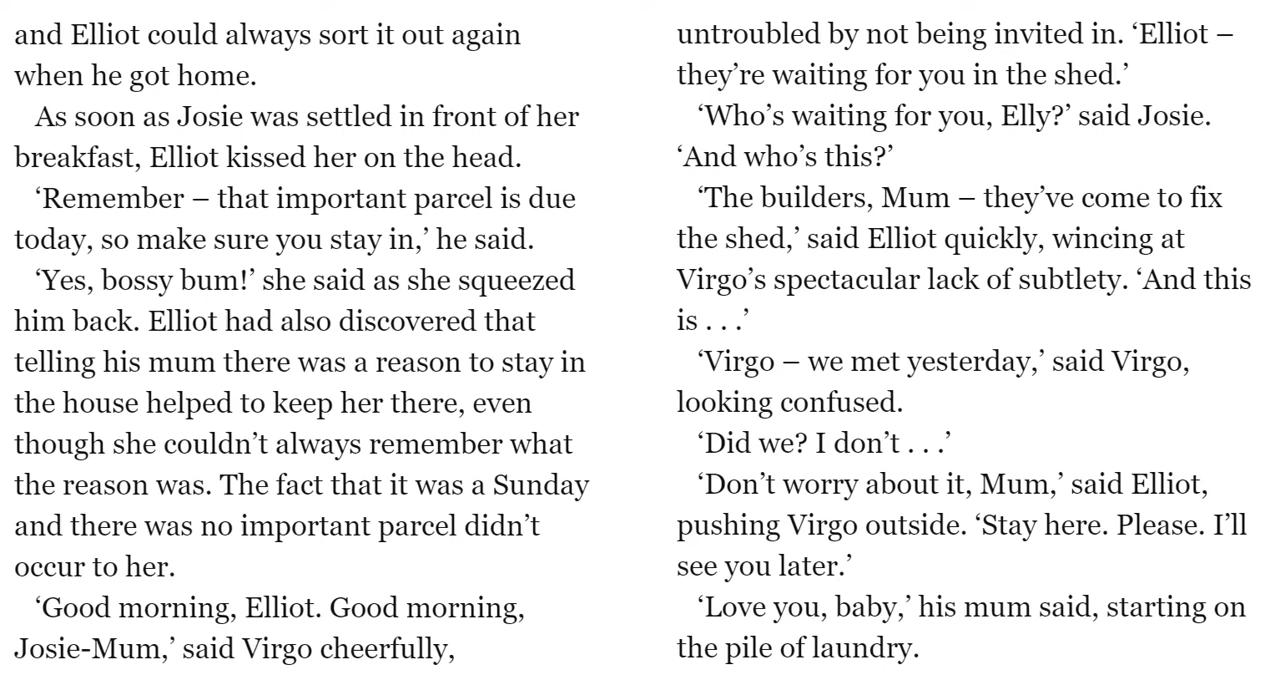 and Elliot could always sort it out again
when he got home.
As soon as Josie was settled in front of her
breakfast, Elliot kissed her on the head.
‘Remember – that important parcel is due
today, so make sure you stay in,’ he said.
‘Yes, bossy bum!’ she said as she squeezed
him back. Elliot had also discovered that
telling his mum there was a reason to stay in
the house helped to keep her there, even
though she couldn’t always remember what
the reason was. The fact that it was a Sunday
and there was no important parcel didn’t
occur to her.
‘Good morning, Elliot. Good morning,
Josie-Mum,’ said Virgo cheerfully,
untroubled by not being invited in. ‘Elliot –
they’re waiting for you in the shed.’
‘Who’s waiting for you, Elly?’ said Josie.
‘And who’s this?’
‘The builders, Mum – they’ve come to fix
the shed,’ said Elliot quickly, wincing at
Virgo’s spectacular lack of subtlety. ‘And this
is . . .’
‘Virgo – we met yesterday,’ said Virgo,
looking confused.
‘Did we? I don’t . . .’
‘Don’t worry about it, Mum,’ said Elliot,
pushing Virgo outside. ‘Stay here. Please. I’ll
see you later.’
‘Love you, baby,’ his mum said, starting on
the pile of laundry.